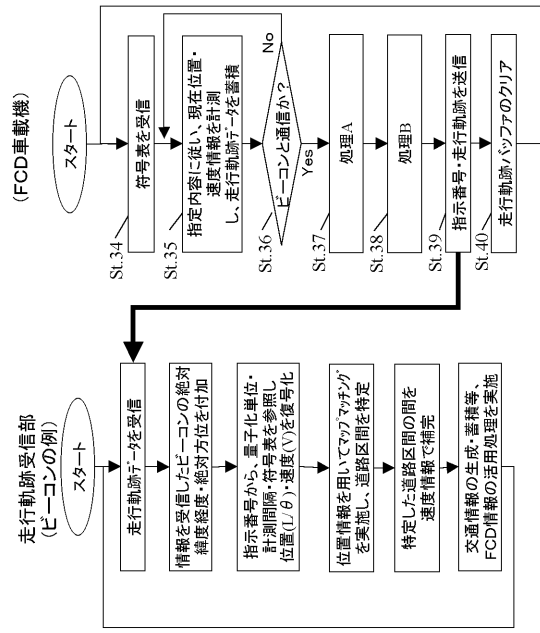 (FCD車載機)
スタート
St.34
符号表を受信
St.35
指定内容に従い、現在位置・
速度情報を計測
し、走行軌跡データを蓄積
St.36
ビーコンと通信か?
No
Yes
St.37
処理A
St.38
処理B
St.39
指示番号・走行軌跡を送信
St.40
走行軌跡バッファのクリア
走行軌跡受信部
(ビーコンの例)
スタート
走行軌跡データを受信
情報を受信したビーコンの絶対
緯度経度・絶対方位を付加
指示番号から、量子化単位・
計測間隔・符号表を参照し
位置(L/θ)・速度(V)を復号化
位置情報を用いてマップマッチング
を実施し、道路区間を特定
特定した道路区間の間を
速度情報で補完
交通情報の生成・蓄積等、
FCD情報の活用処理を実施